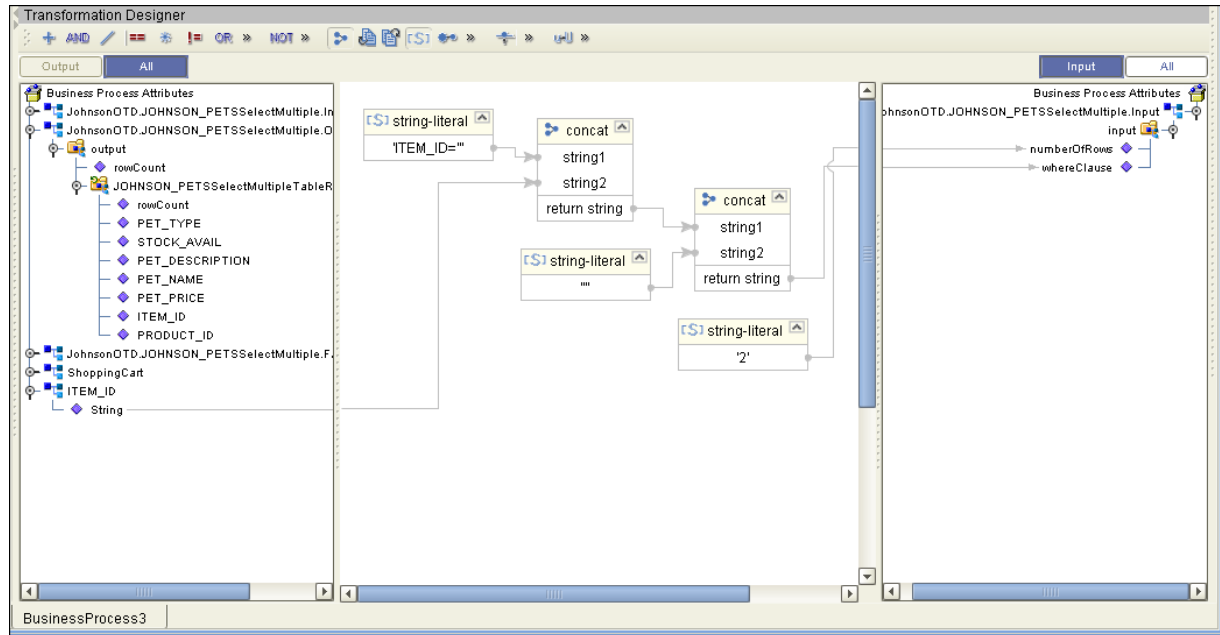 Transformation Designer
AND == != OR » NOT » [S] » » »
Output All Input All
Business Process Attributes
JohnsonOTD.JOHNSON_PETSSelectMultiple.In
JohnsonOTD.JOHNSON_PETSSelectMultiple.O
output
rowCount
JOHNSON_PETSSelectMultipleTableR
rowCount
PET_TYPE
STOCK_AVAIL
PET_DESCRIPTION
PET_NAME
PET_PRICE
ITEM_ID
PRODUCT_ID
JohnsonOTD.JOHNSON_PETSSelectMultiple.F
ShoppingCart
ITEM_ID
String
[S] string-literal
'ITEM_ID='"
concat
string1
string2
return string
[S] string-literal
""
concat
string1
string2
return string
[S] string-literal
'2'
Business Process Attributes
ohnsonOTD.JOHNSON_PETSSelectMultiple.Input
input
numberOfRows
whereClause
BusinessProcess3